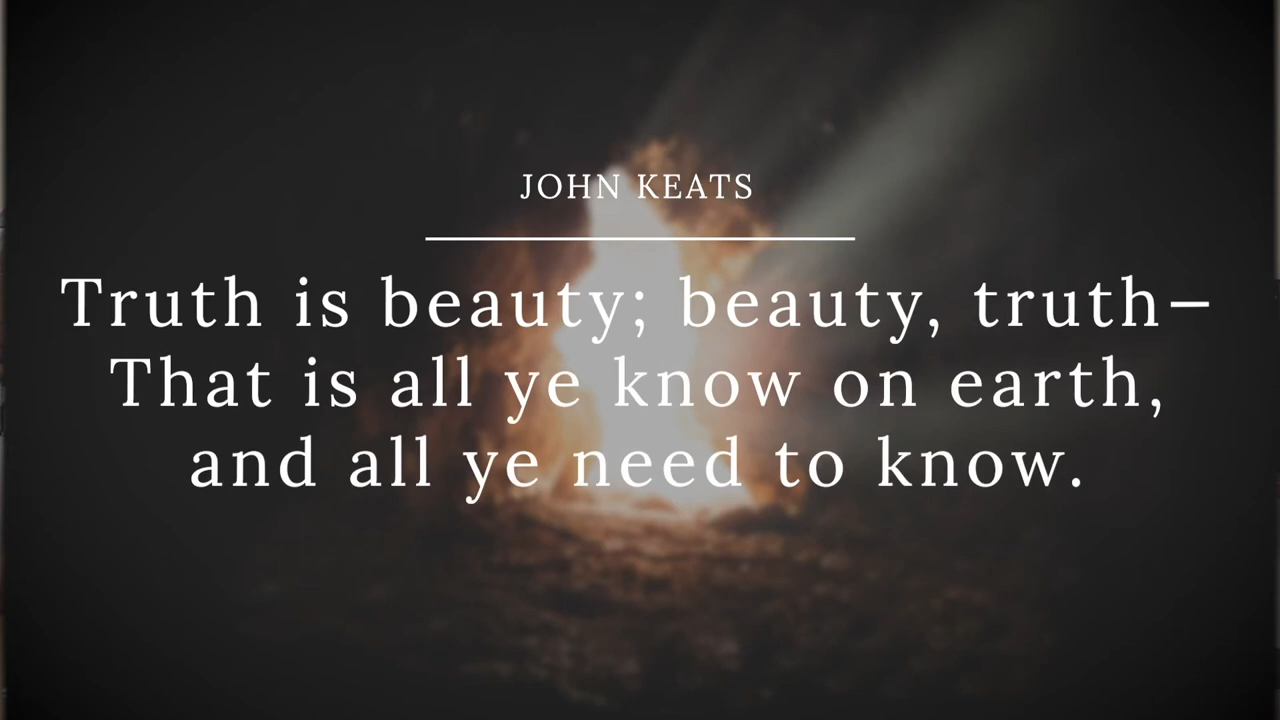 JOHN KEATS
Truth is beauty; beauty, truth—
That is all ye know on earth,
and all ye need to know.